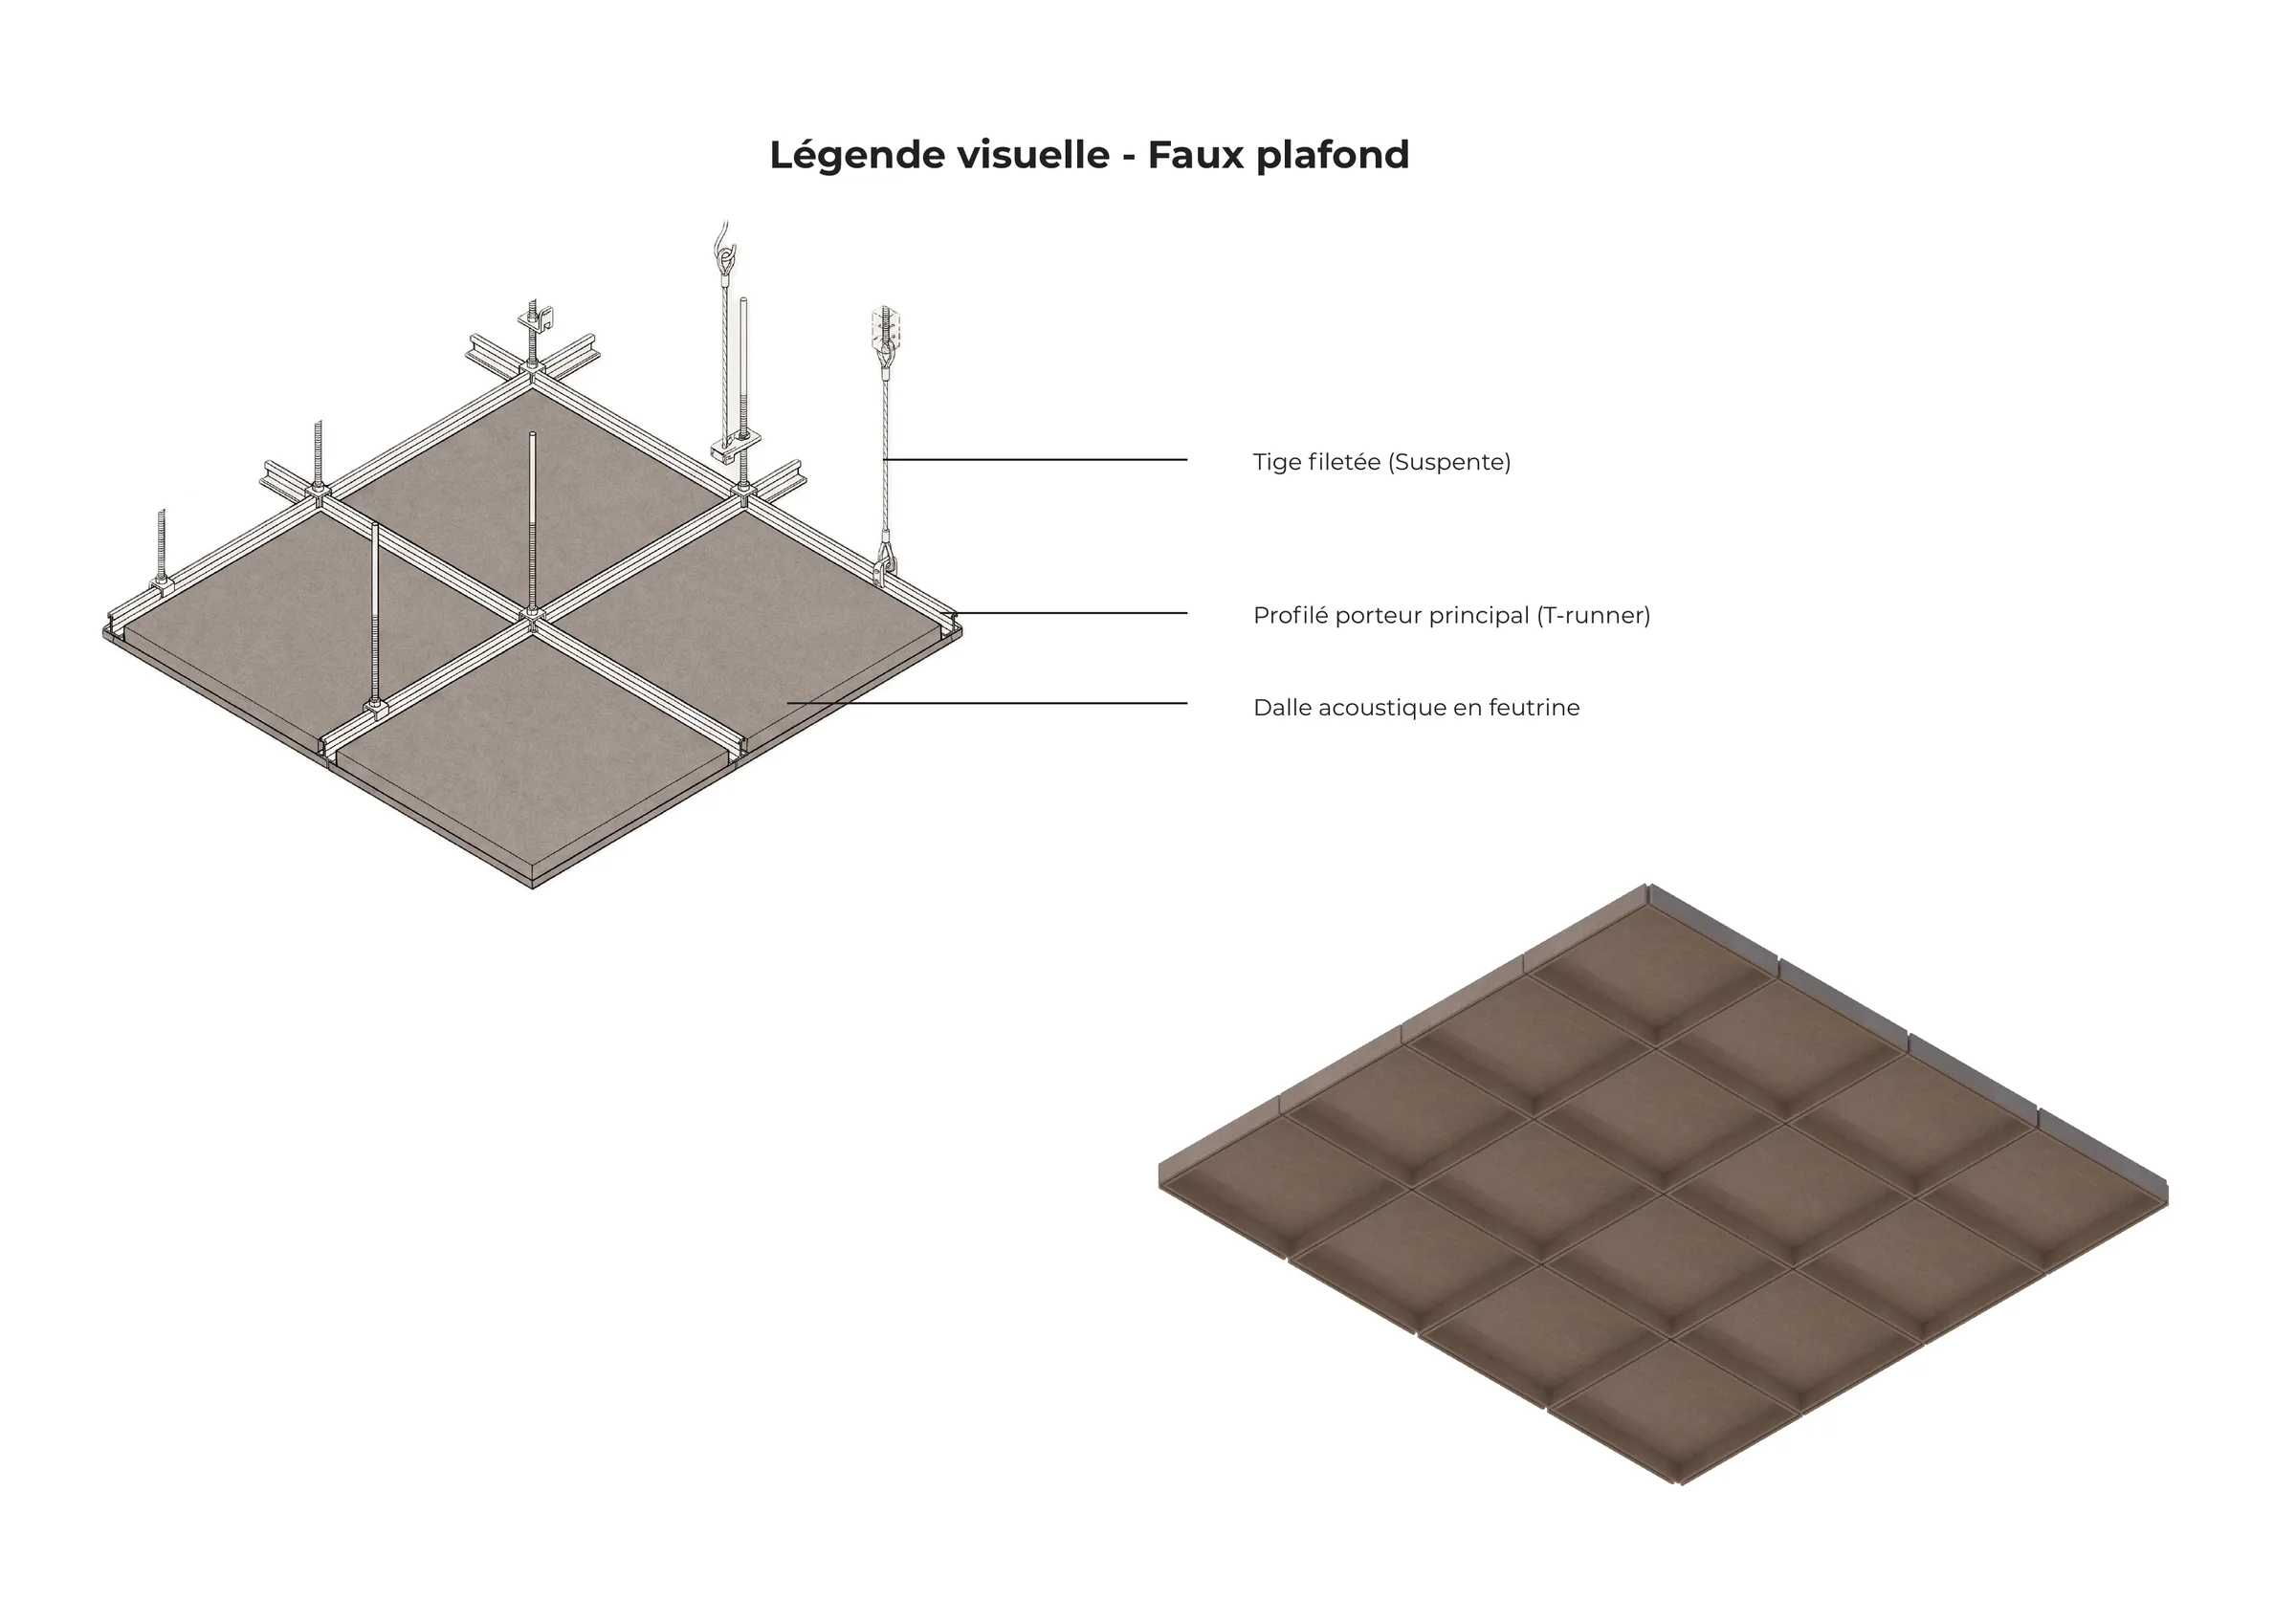 Légende visuelle - Faux plafond
Tige filetée (Suspente)
Profilé porteur principal (T-runner)
Dalle acoustique en feutrine